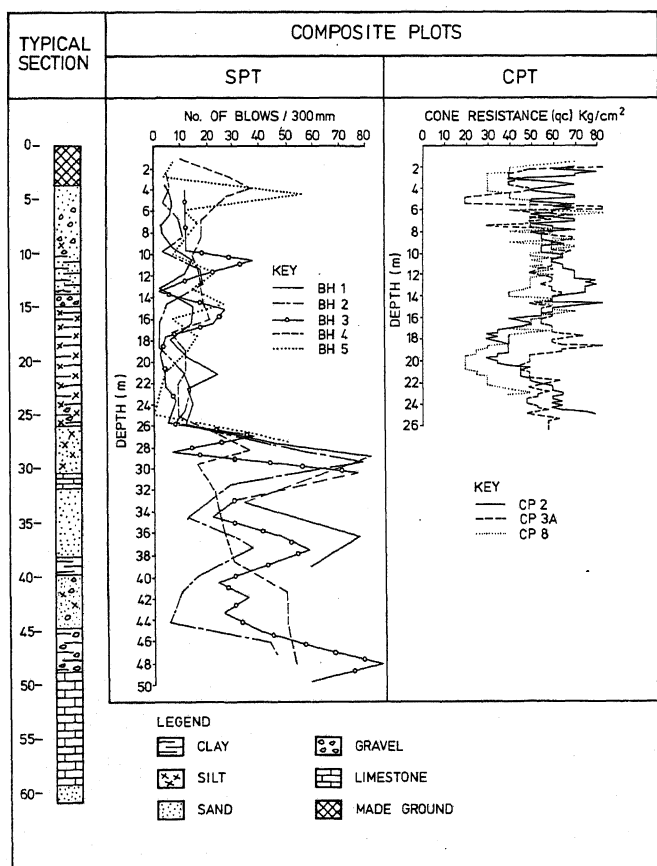 TYPICAL
SECTION
COMPOSITE PLOTS
SPT
CPT
No. OF BLOWS / 300mm
0 10 20 30 40 50 60 70 80
CONE RESISTANCE (qc) Kg/cm²
0 10 20 30 40 50 60 70 80
0
5
10
15
20
25
30
35
40
45
50
55
60
DEPTH (m)
2
4
6
8
10
12
14
16
18
20
22
24
26
28
30
32
34
36
38
40
42
44
46
48
50
KEY
BH 1
BH 2
BH 3
BH 4
BH 5
DEPTH (m)
2
4
6
8
10
12
14
16
18
20
22
24
26
KEY
CP 2
CP 3A
CP 8
LEGEND
CLAY
GRAVEL
SILT
LIMESTONE
SAND
MADE GROUND